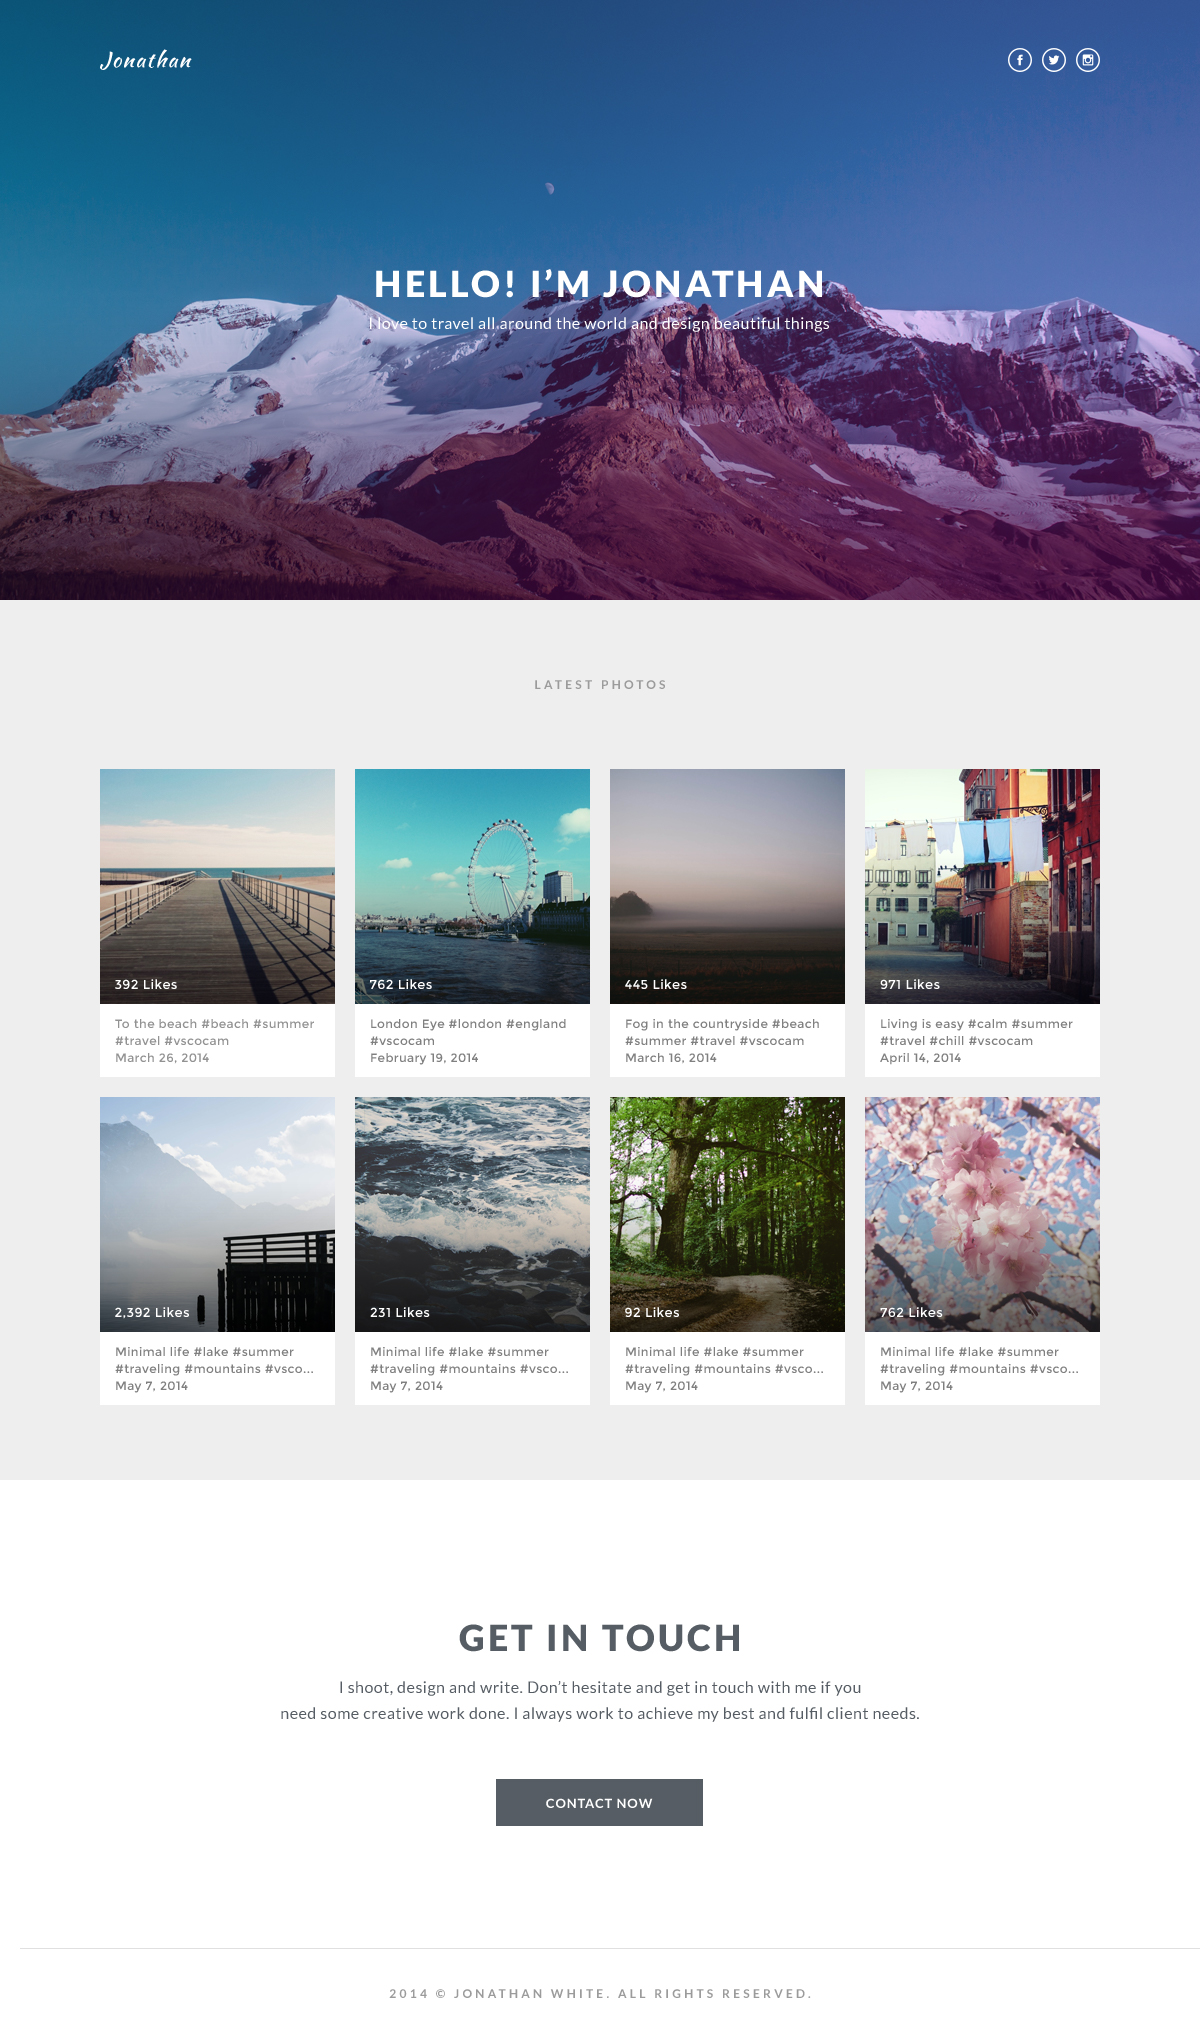 Jonathan
HELLO! I’M JONATHAN
I love to travel all around the world and design beautiful things
LATEST PHOTOS
392 Likes
To the beach #beach #summer
#travel #vscocam
March 26, 2014
762 Likes
London Eye #london #england
#vscocam
February 19, 2014
445 Likes
Fog in the countryside #beach
#summer #travel #vscocam
March 16, 2014
971 Likes
Living is easy #calm #summer
#travel #chill #vscocam
April 14, 2014
2,392 Likes
Minimal life #lake #summer
#traveling #mountains #vsco...
May 7, 2014
231 Likes
Minimal life #lake #summer
#traveling #mountains #vsco...
May 7, 2014
92 Likes
Minimal life #lake #summer
#traveling #mountains #vsco...
May 7, 2014
762 Likes
Minimal life #lake #summer
#traveling #mountains #vsco...
May 7, 2014
GET IN TOUCH
I shoot, design and write. Don’t hesitate and get in touch with me if you
need some creative work done. I always work to achieve my best and fulfil client needs.
CONTACT NOW
2014 © JONATHAN WHITE. ALL RIGHTS RESERVED.